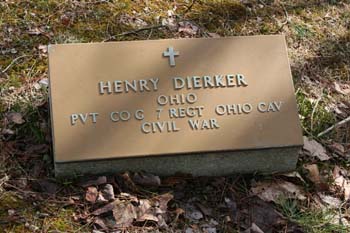 HENRY DIERKER
OHIO
PVT CO G 7 REGT OHIO CAV
CIVIL WAR